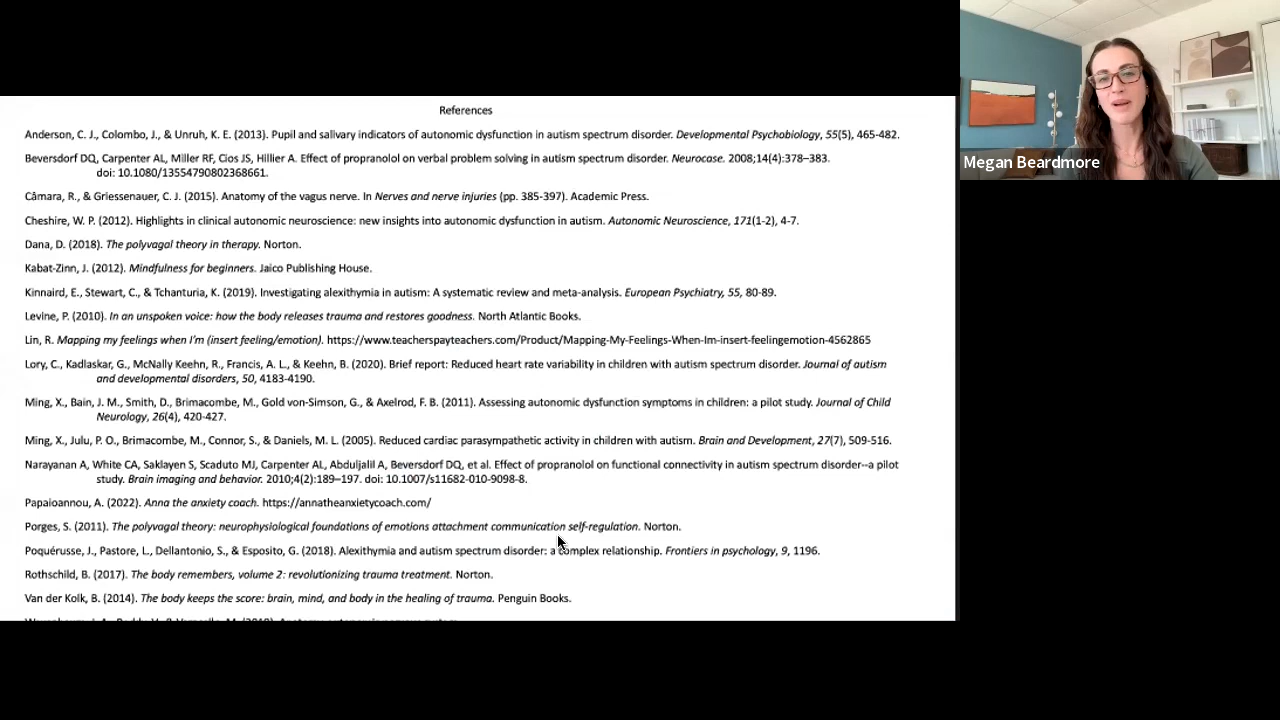 References
Anderson, C. J., Colombo, J., & Unruh, K. E. (2013). Pupil and salivary indicators of autonomic dysfunction in autism spectrum disorder. Developmental Psychobiology, 55(5), 465-482.
Beversdorf DQ, Carpenter AL, Miller RF, Cios JS, Hillier A. Effect of propranolol on verbal problem solving in autism spectrum disorder. Neurocase. 2008;14(4):378–383.
doi: 10.1080/13554790802368661.
Câmara, R., & Griessenauer, C. J. (2015). Anatomy of the vagus nerve. In Nerves and nerve injuries (pp. 385-397). Academic Press.
Cheshire, W. P. (2012). Highlights in clinical autonomic neuroscience: new insights into autonomic dysfunction in autism. Autonomic Neuroscience, 171(1-2), 4-7.
Dana, D. (2018). The polyvagal theory in therapy. Norton.
Kabat-Zinn, J. (2012). Mindfulness for beginners. Jaico Publishing House.
Kinnaird, E., Stewart, C., & Tchanturia, K. (2019). Investigating alexithymia in autism: A systematic review and meta-analysis. European Psychiatry, 55, 80-89.
Levine, P. (2010). In an unspoken voice: how the body releases trauma and restores goodness. North Atlantic Books.
Lin, R. Mapping my feelings when I'm (insert feeling/emotion). https://www.teacherspayteachers.com/Product/Mapping-My-Feelings-When-Im-insert-feelingemotion-4562865
Lory, C., Kadlaskar, G., McNally Keehn, R., Francis, A. L., & Keehn, B. (2020). Brief report: Reduced heart rate variability in children with autism spectrum disorder. Journal of autism
and developmental disorders, 50, 4183-4190.
Ming, X., Bain, J. M., Smith, D., Brimacombe, M., Gold von-Simson, G., & Axelrod, F. B. (2011). Assessing autonomic dysfunction symptoms in children: a pilot study. Journal of Child
Neurology, 26(4), 420-427.
Ming, X., Julu, P. O., Brimacombe, M., Connor, S., & Daniels, M. L. (2005). Reduced cardiac parasympathetic activity in children with autism. Brain and Development, 27(7), 509-516.
Narayanan A, White CA, Saklayen S, Scaduto MJ, Carpenter AL, Abduljalil A, Beversdorf DQ, et al. Effect of propranolol on functional connectivity in autism spectrum disorder--a pilot
study. Brain imaging and behavior. 2010;4(2):189–197. doi: 10.1007/s11682-010-9098-8.
Papaioannou, A. (2022). Anna the anxiety coach. https://annatheanxietycoach.com/
Porges, S. (2011). The polyvagal theory: neurophysiological foundations of emotions attachment communication self-regulation. Norton.
Poquérusse, J., Pastore, L., Dellantonio, S., & Esposito, G. (2018). Alexithymia and autism spectrum disorder: a complex relationship. Frontiers in psychology, 9, 1196.
Rothschild, B. (2017). The body remembers, volume 2: revolutionizing trauma treatment. Norton.
Van der Kolk, B. (2014). The body keeps the score: brain, mind, and body in the healing of trauma. Penguin Books.
Megan Beardmore